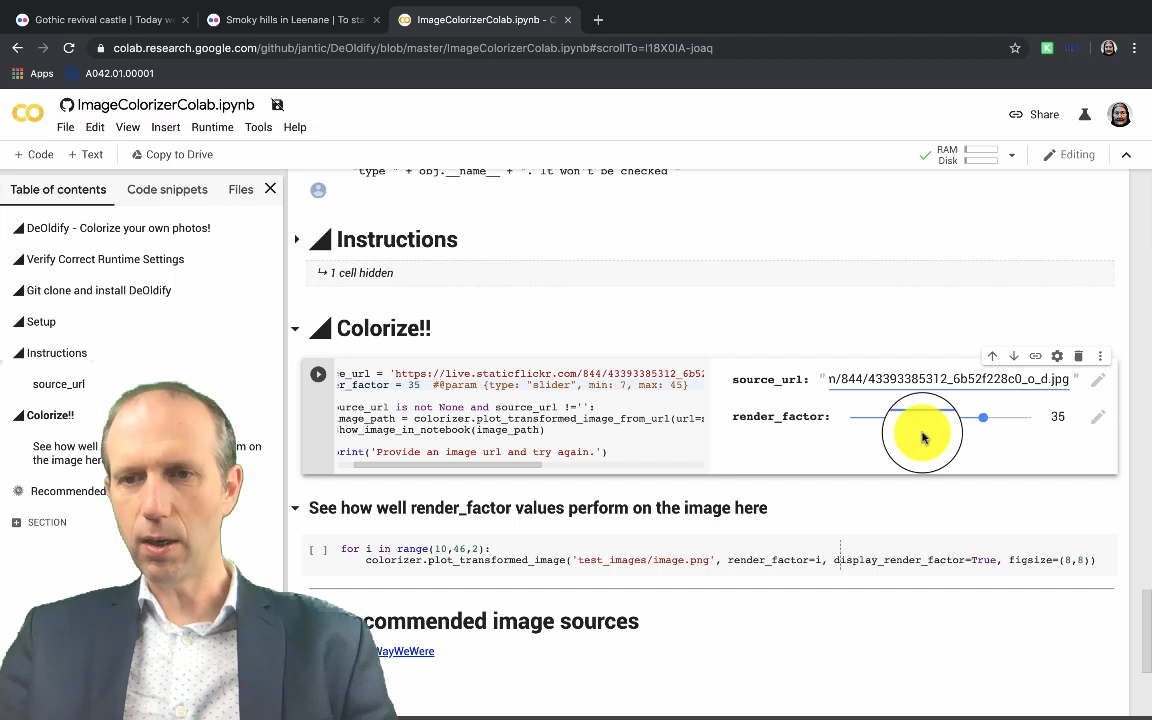 Gothic revival castle | Today w
Smoky hills in Leenane | To sta
ImageColorizerColab.ipynb - C
colab.research.google.com/github/jantic/DeOldify/blob/master/ImageColorizerColab.ipynb#scrollTo=I18X0IA-joaq
Apps
A042.01.00001
ImageColorizerColab.ipynb
Share
File Edit View Insert Runtime Tools Help
+ Code + Text Copy to Drive
RAM
Disk
Editing
Table of contents Code snippets Files
DeOldify - Colorize your own photos!
Verify Correct Runtime Settings
Git clone and install DeOldify
Setup
Instructions
source_url
Colorize!!
See how well
on the
image her
Recommended
SECTION
"type " + obj.__name__ + ". It won't be checked "
Instructions
1 cell hidden
Colorize!!
ce_url = 'https://live.staticflickr.com/844/43393385312_6b52
er_factor = 35 #@param {type: "slider", min: 7, max: 45}
source_url is not None and source_url !='':
image_path = colorizer.plot_transformed_image_from_url(url=s
show_image_in_notebook(image_path)
print('Provide an image url and try again.')
source_url: "n/844/43393385312_6b52f228c0_o_d.jpg"
render_factor: 35
See how well render_factor values perform on the image here
[ ] for i in range(10,46,2):
colorizer.plot_transformed_image('test_images/image.png', render_factor=i, display_render_factor=True, figsize=(8,8))
commended image sources
WayWeWere